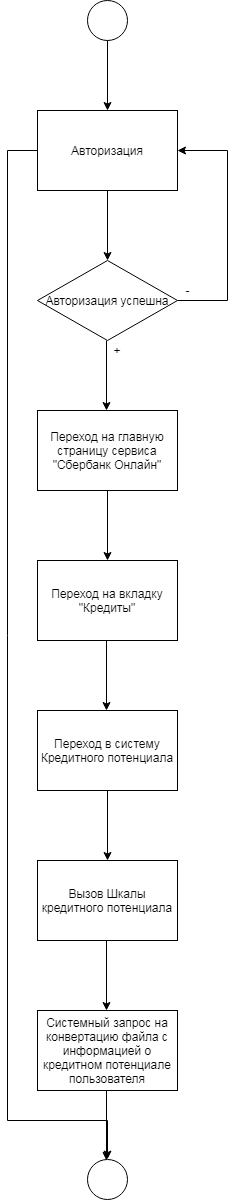 Авторизация
Авторизация успешна
-
+
Переход на главную
страницу сервиса
"Сбербанк Онлайн"
Переход на вкладку
"Кредиты"
Переход в систему
Кредитного потенциала
Вызов Шкалы
кредитного потенциала
Системный запрос на
конвертацию файла с
информацией о
кредитном потенциале
пользователя